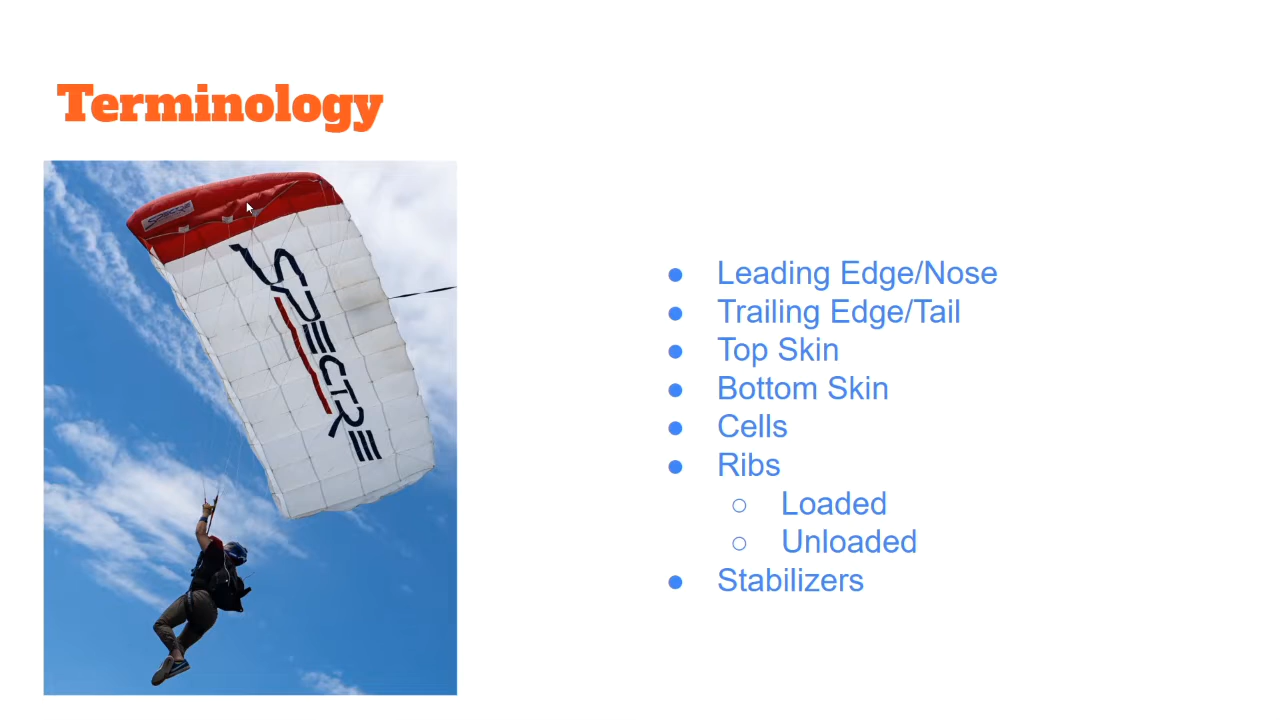 Terminology
SPECTRE
Leading Edge/Nose
Trailing Edge/Tail
Top Skin
Bottom Skin
Cells
Ribs
Loaded
Unloaded
Stabilizers